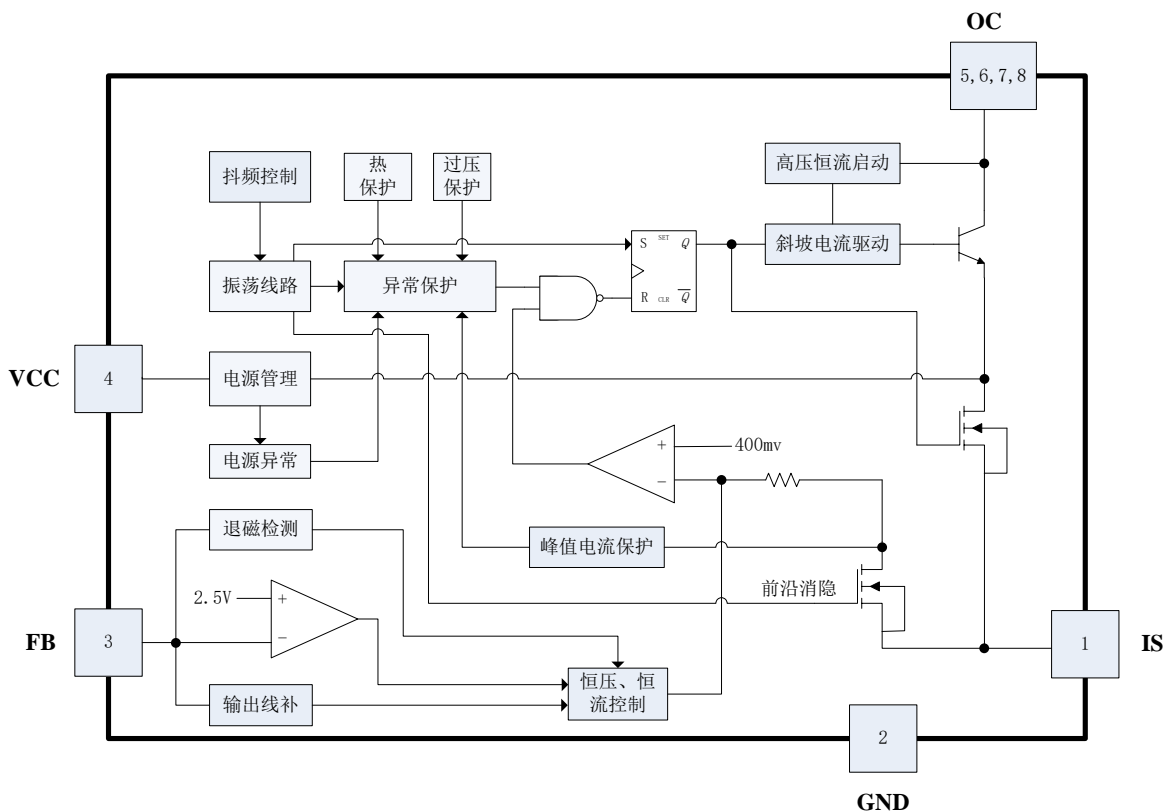 OC
5,6,7,8
抖频控制
热
保护
过压
保护
高压恒流启动
S
SET
Q
斜坡电流驱动
振荡线路
异常保护
R
CLR
Q
VCC
4
电源管理
电源异常
+
400mv
−
退磁检测
峰值电流保护
前沿消隐
2.5V
+
−
FB
3
1
IS
恒压、恒
流控制
输出线补
2
GND